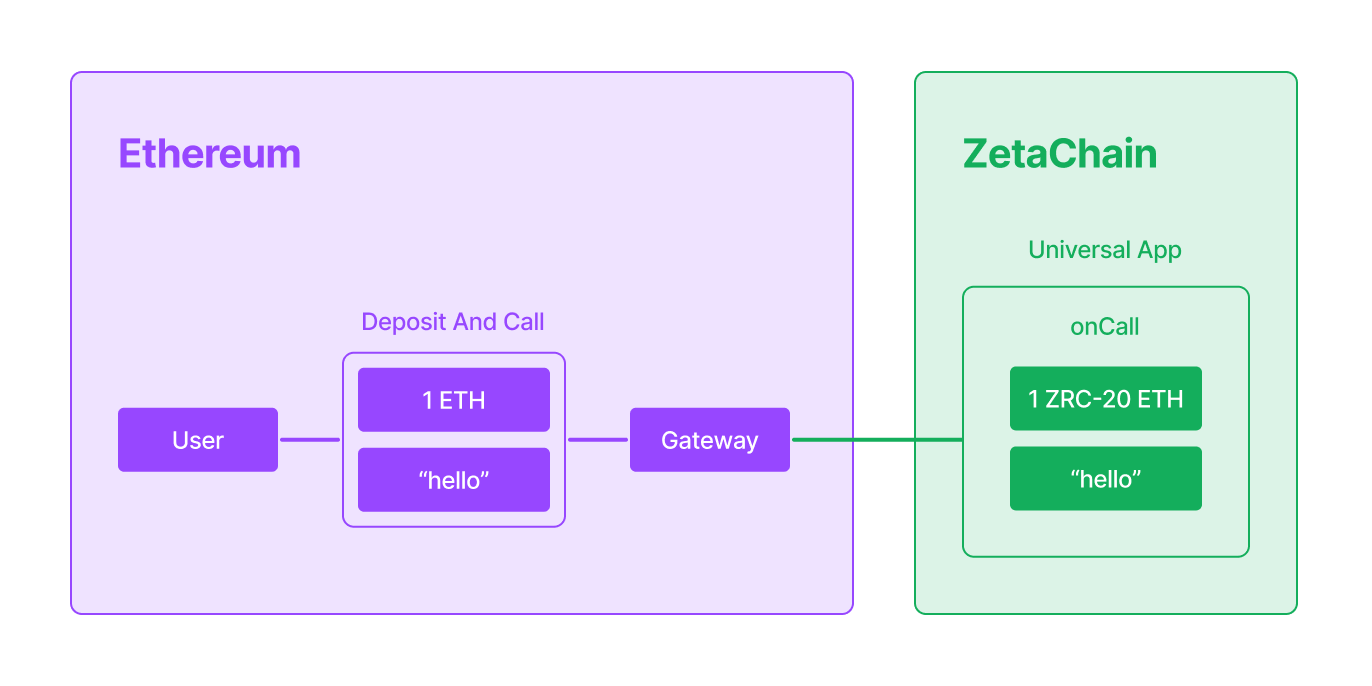 Ethereum
Deposit And Call
User
1 ETH
“hello”
Gateway
ZetaChain
Universal App
onCall
1 ZRC-20 ETH
“hello”